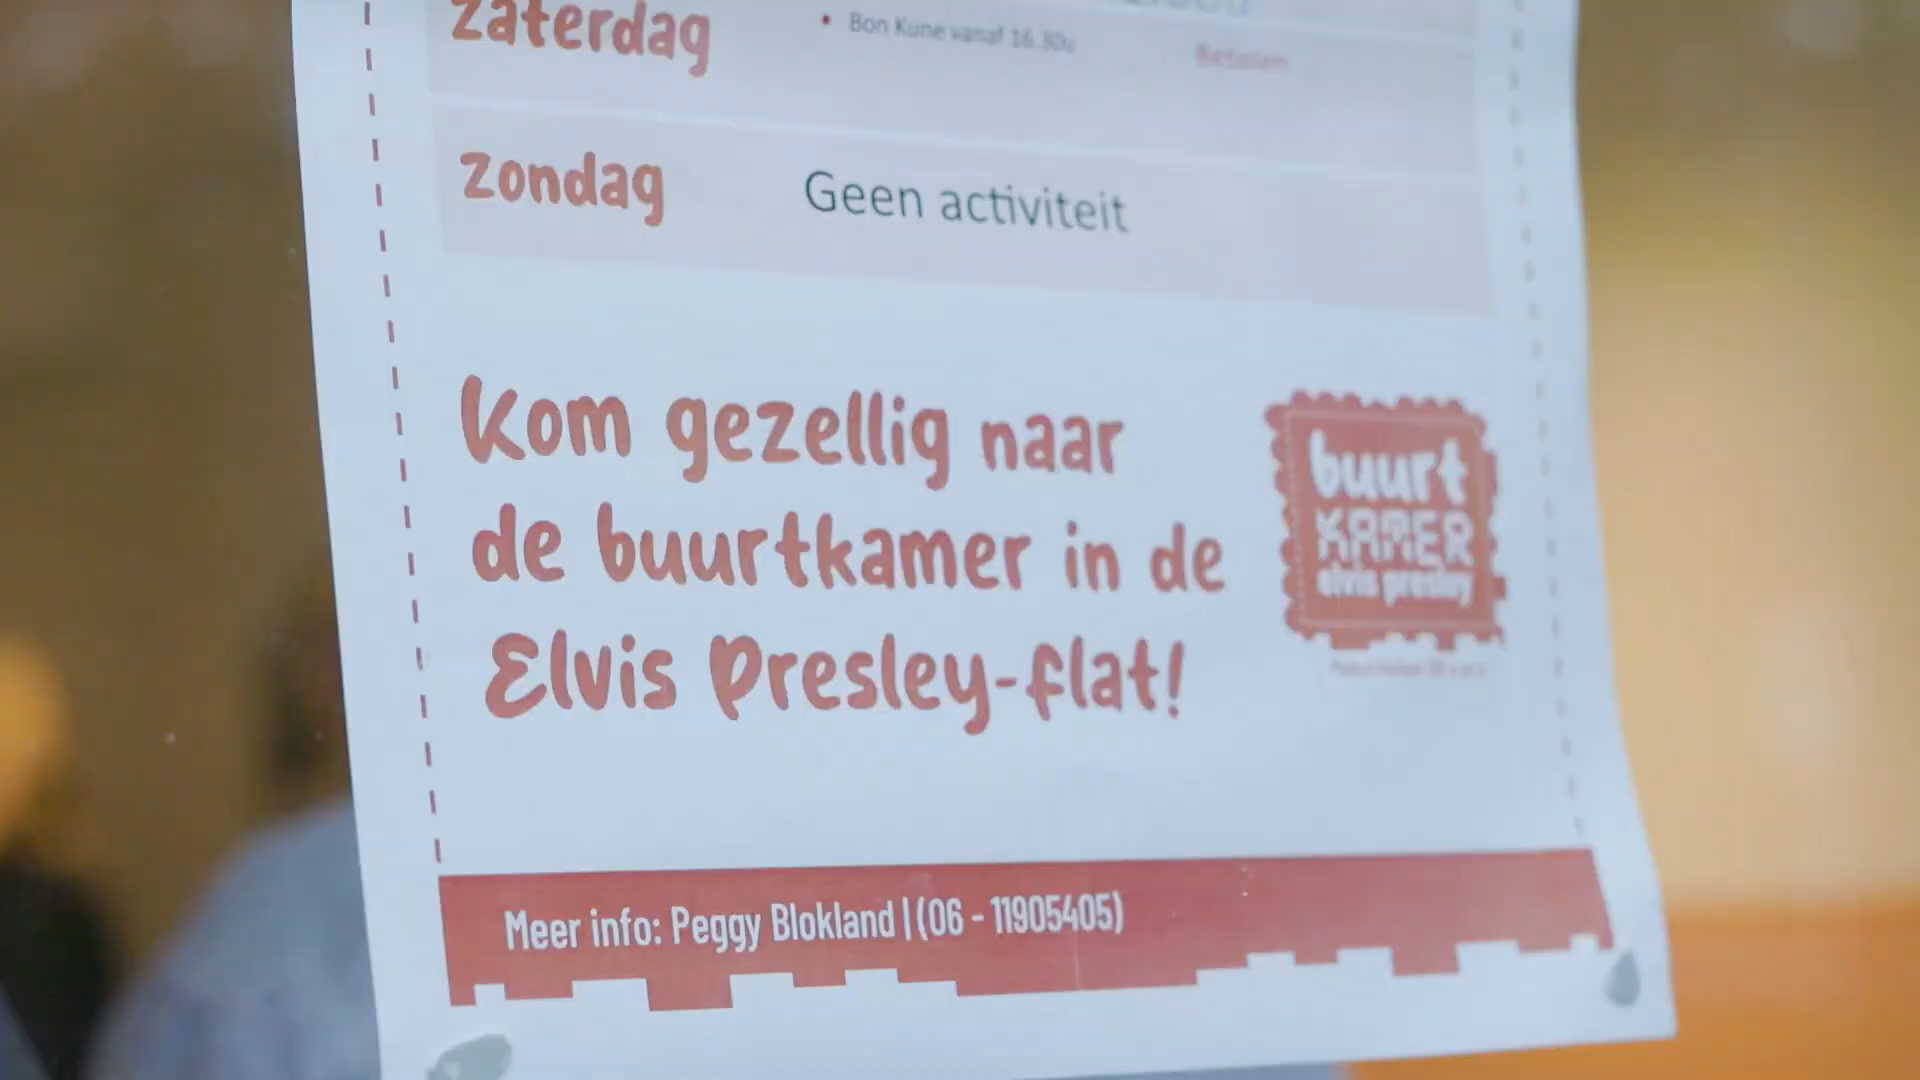 zaterdag
• Bon Kune vanaf 16.30u
Betalen
zondag
Geen activiteit
Kom gezellig naar
de buurtkamer in de
Elvis Presley-flat!
buurt
KAMER
elvis presley
Meer info: Peggy Blokland | (06 - 11905405)